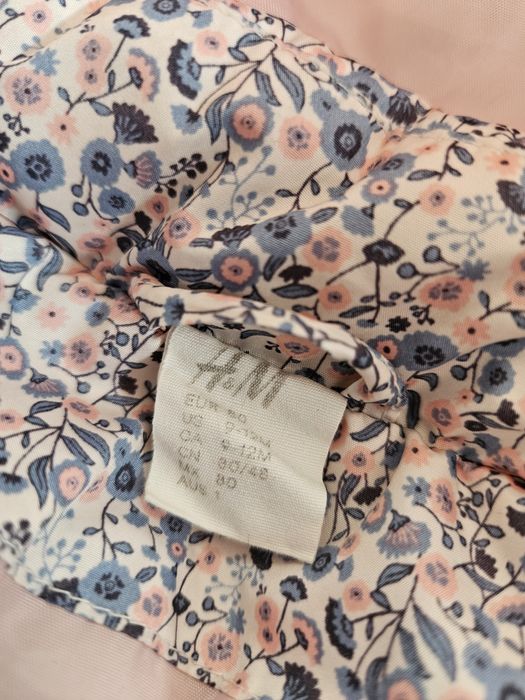 H&M
EUR 80
US 9-12M
CA 9-12M
CN 80/48
MX 80
AUS 1